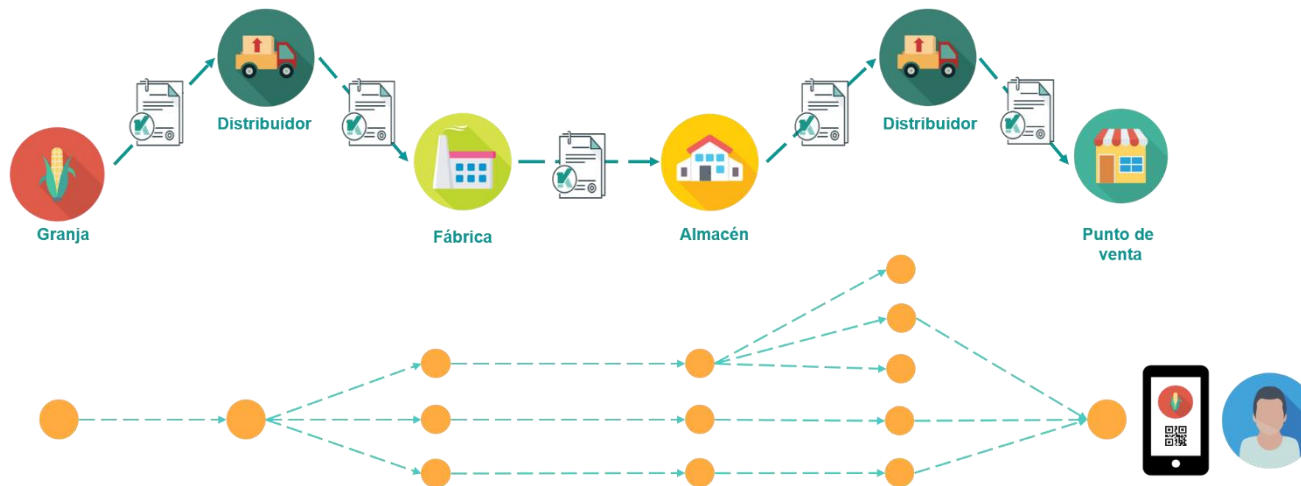 Distribuidor
Distribuidor
Granja
Fábrica
Almacén
Punto de
venta